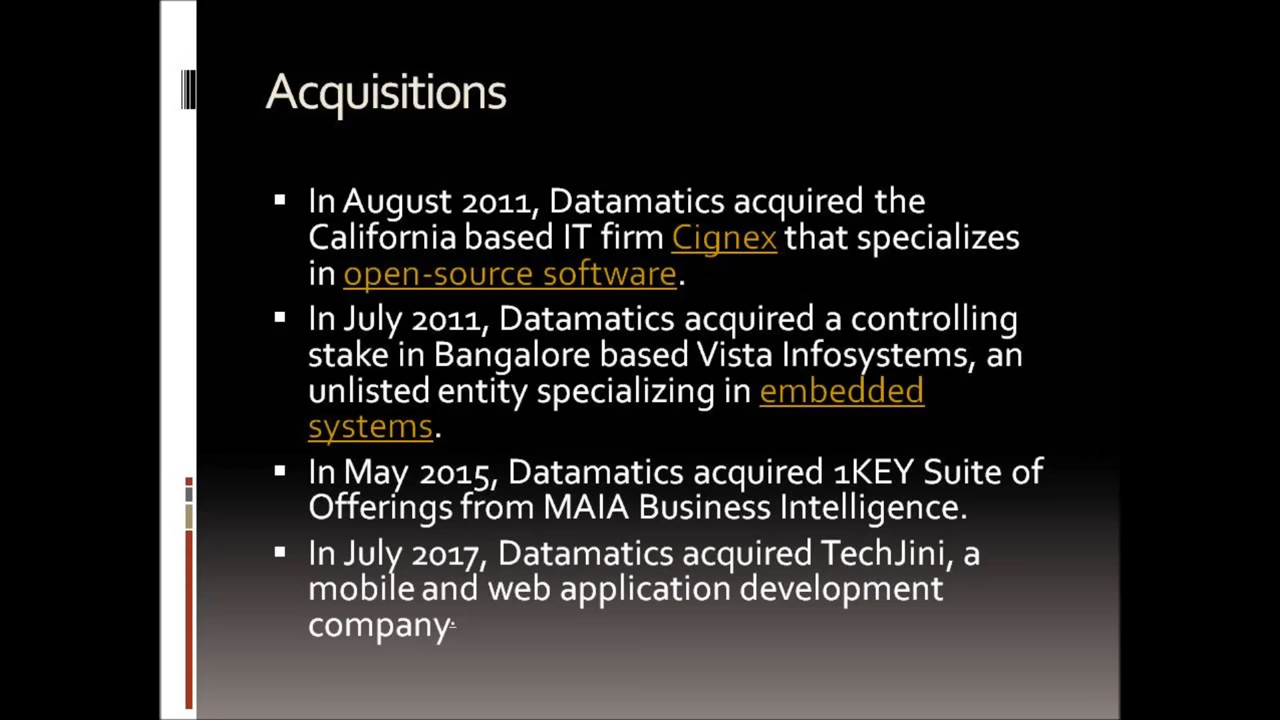 Acquisitions
▪ In August 2011, Datamatics acquired the
California based IT firm Cignex that specializes
in open-source software.
▪ In July 2011, Datamatics acquired a controlling
stake in Bangalore based Vista Infosystems, an
unlisted entity specializing in embedded
systems.
▪ In May 2015, Datamatics acquired 1KEY Suite of
Offerings from MAIA Business Intelligence.
▪ In July 2017, Datamatics acquired TechJini, a
mobile and web application development
company.